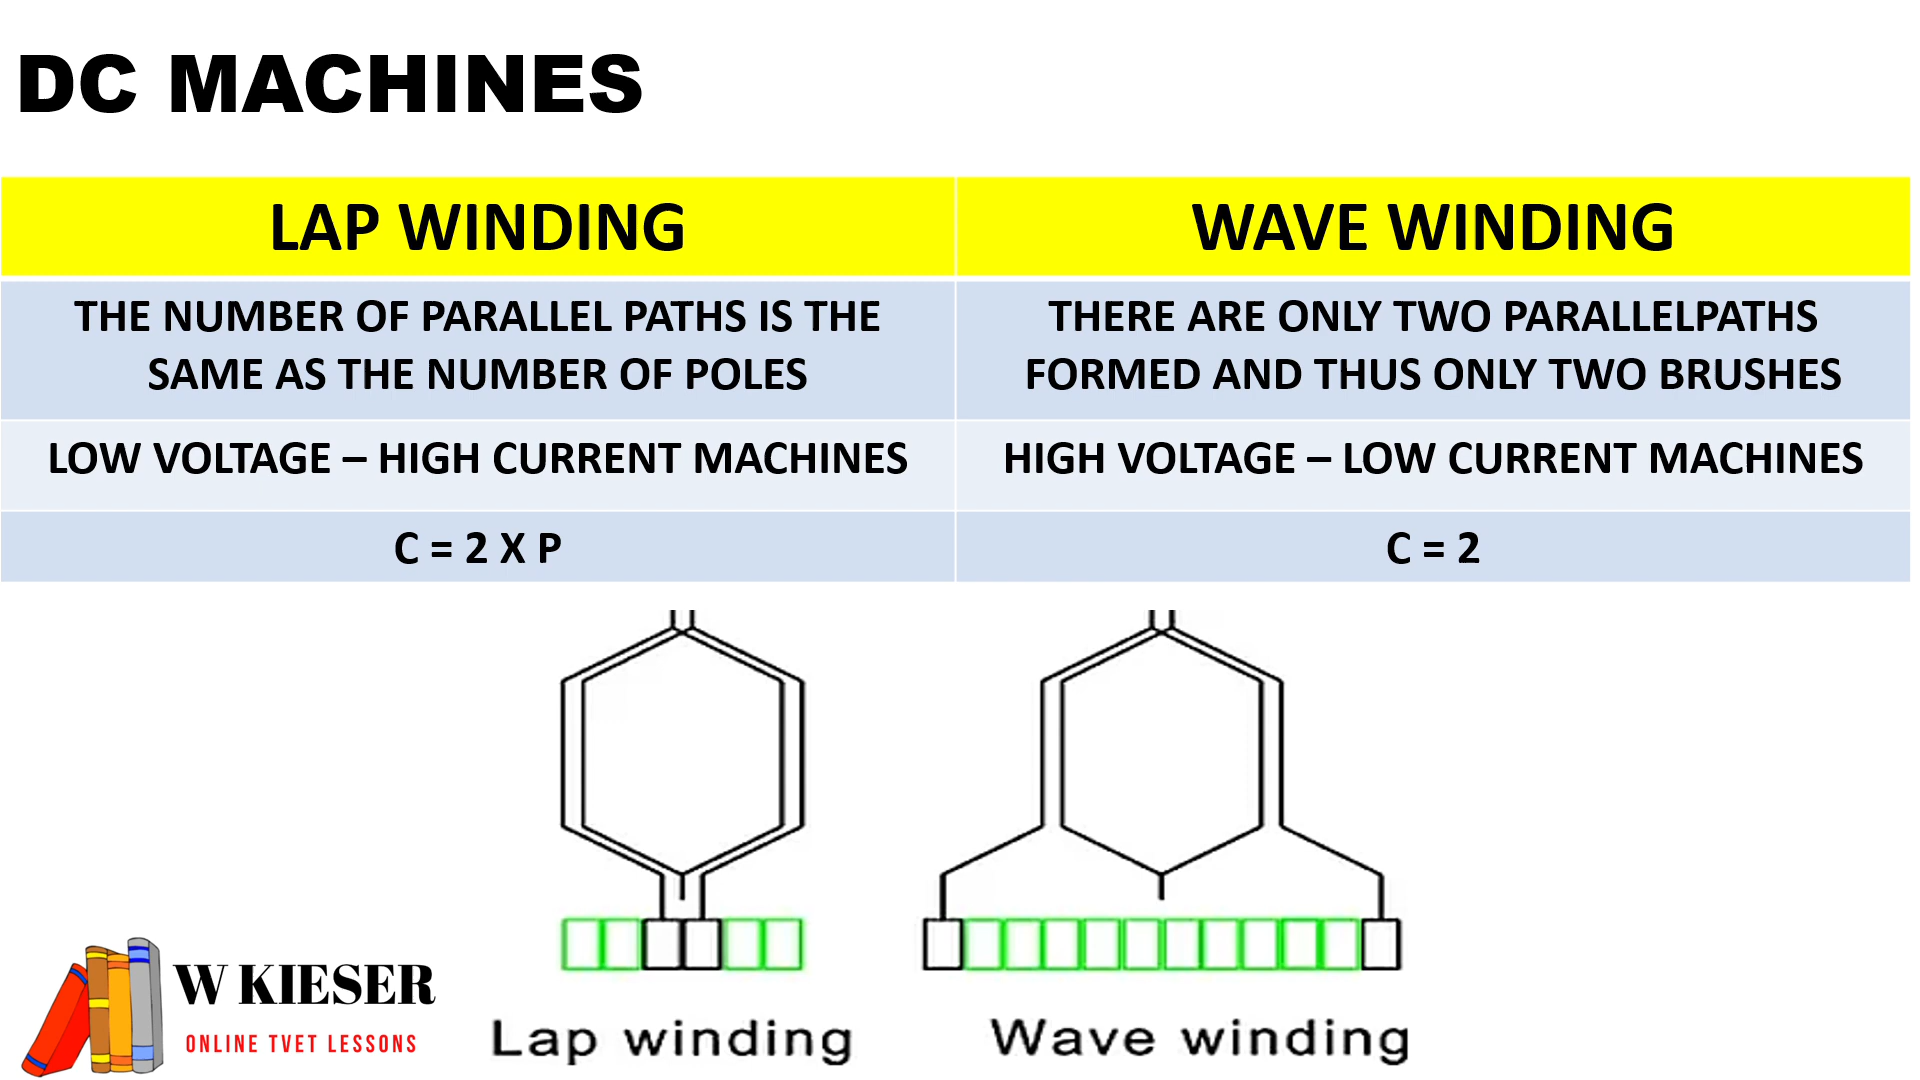 DC MACHINES
LAP WINDING
WAVE WINDING
THE NUMBER OF PARALLEL PATHS IS THE
SAME AS THE NUMBER OF POLES
THERE ARE ONLY TWO PARALLELPATHS
FORMED AND THUS ONLY TWO BRUSHES
LOW VOLTAGE – HIGH CURRENT MACHINES
HIGH VOLTAGE – LOW CURRENT MACHINES
C = 2 X P
C = 2
W KIESER
ONLINE TVET LESSONS
Lap winding
Wave winding